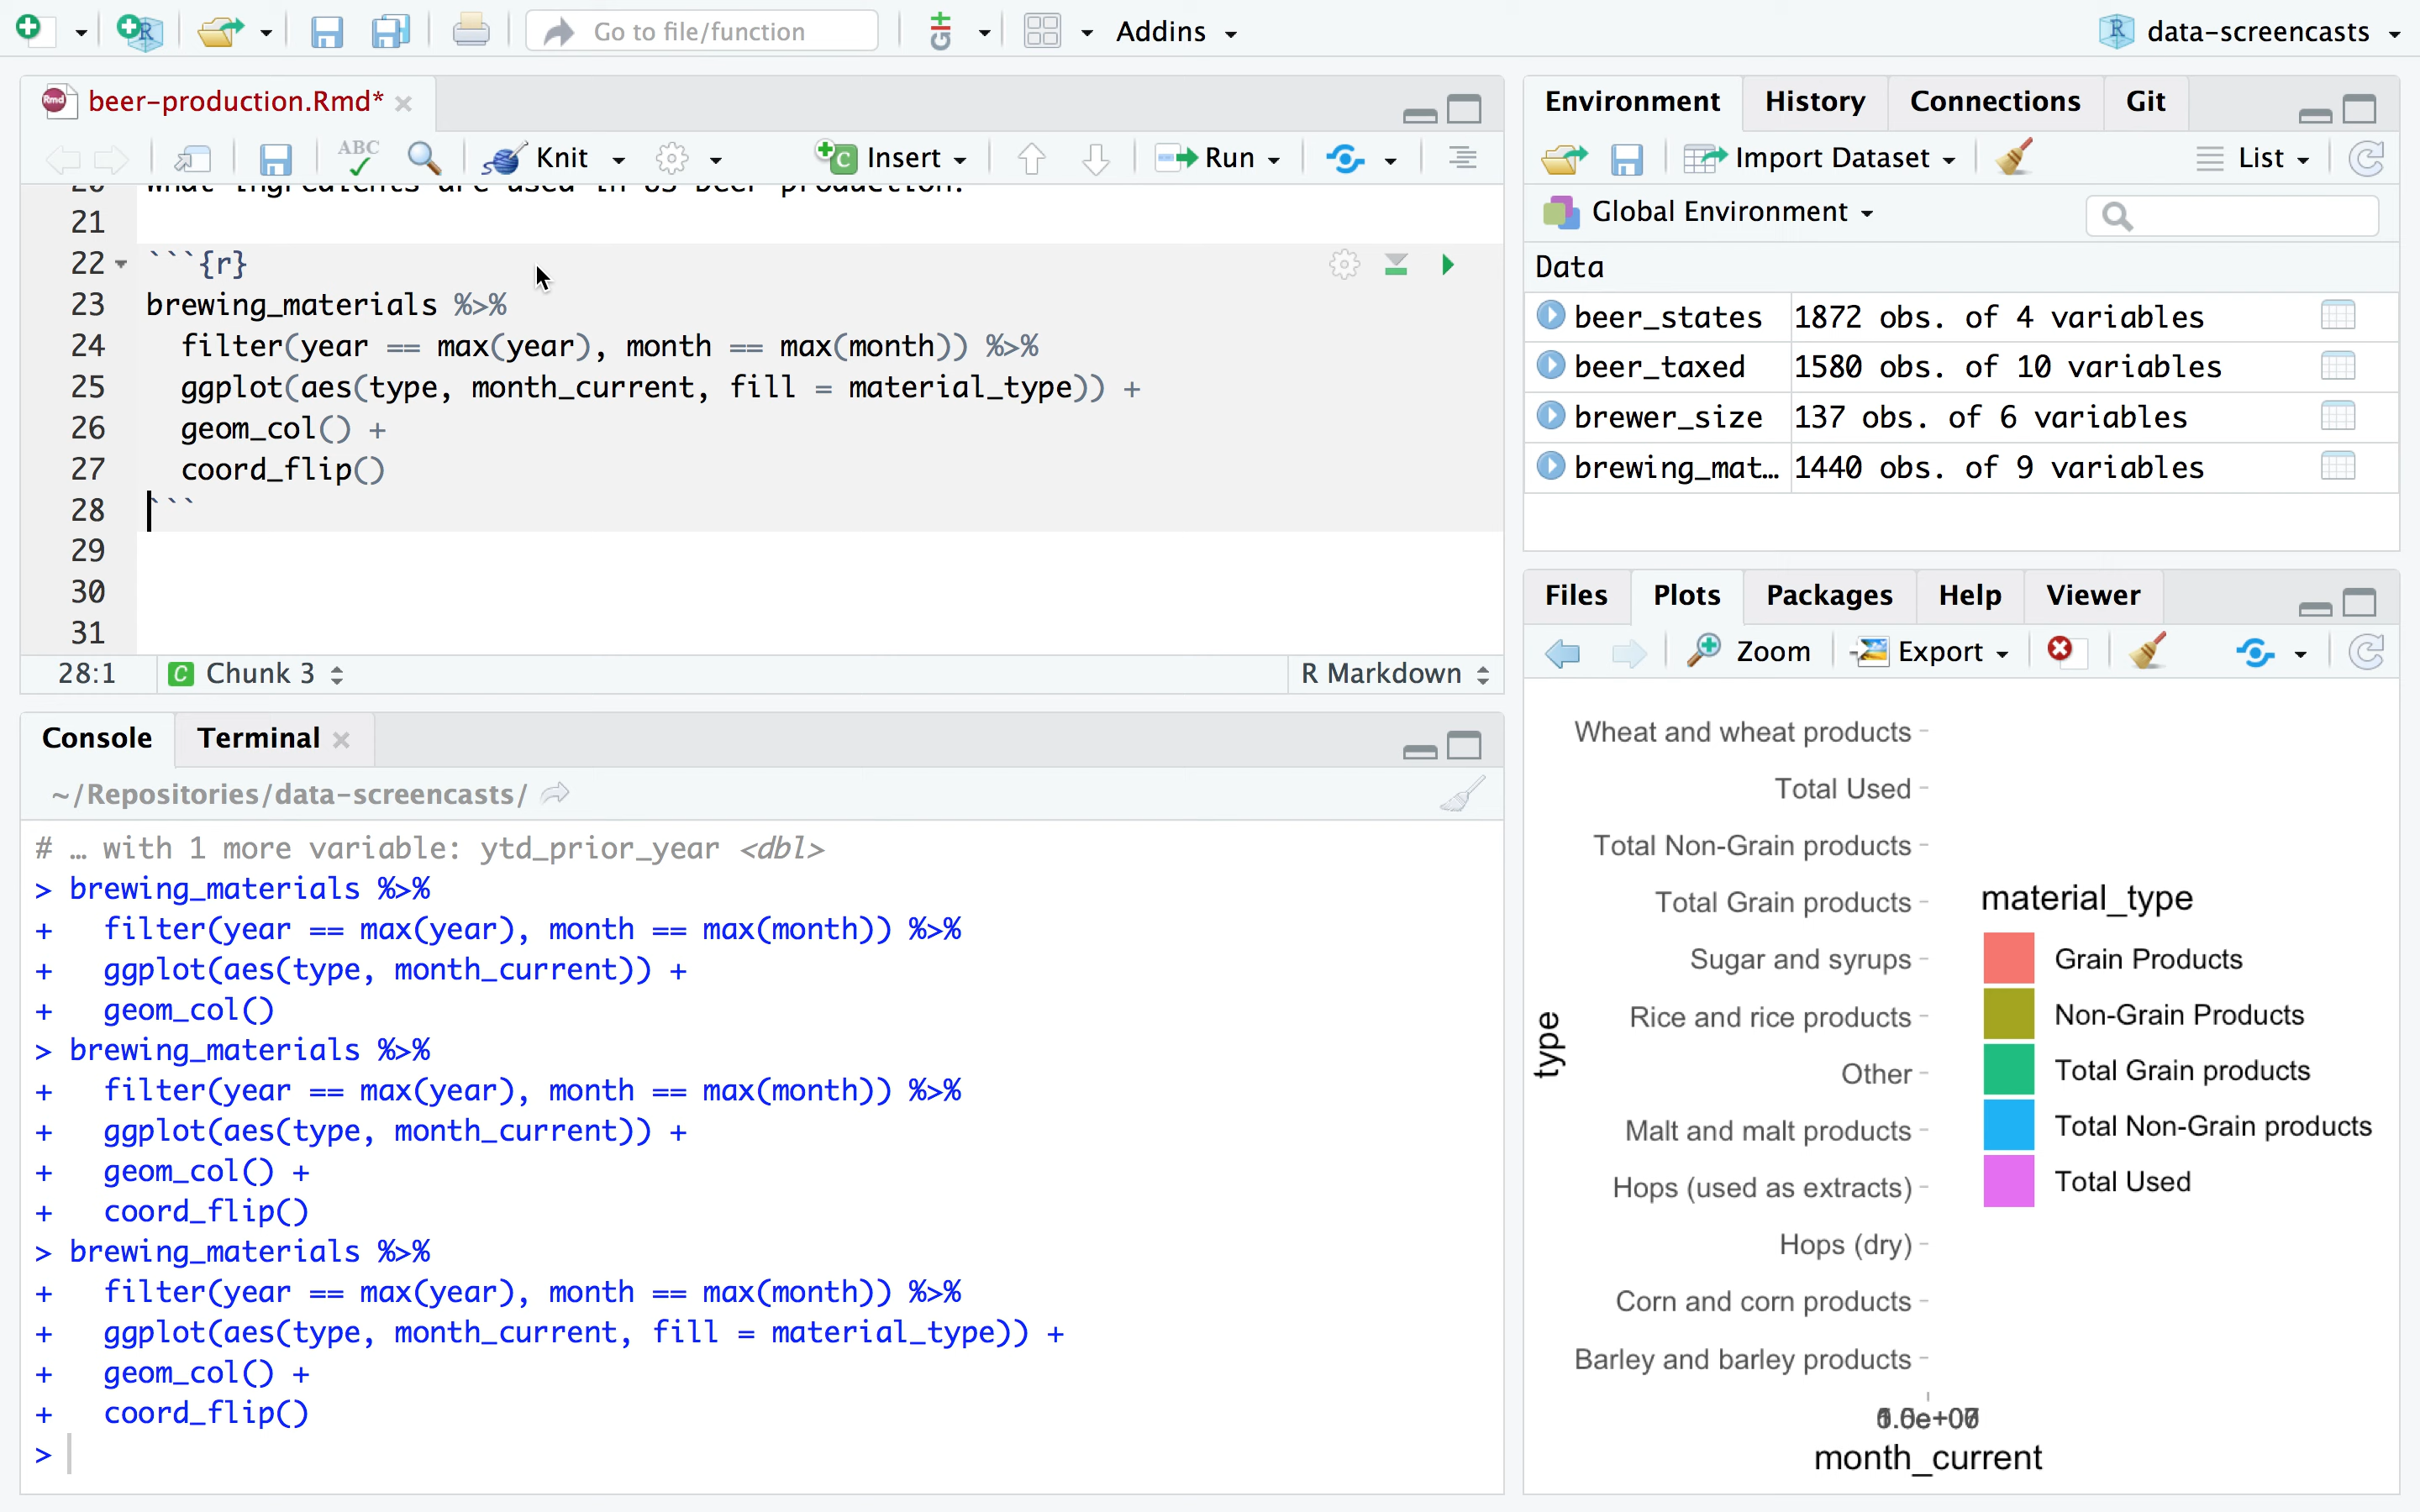 Go to file/function
Addins
data-screencasts
beer-production.Rmd*
ABC
Knit
Insert
Run
20 What ingredients are used in US beer production?
21
22 ```{r}
23 brewing_materials %>%
24 filter(year == max(year), month == max(month)) %>%
25 ggplot(aes(type, month_current, fill = material_type)) +
26 geom_col() +
27 coord_flip()
28 ```
29
30
31
28:1 C Chunk 3 R Markdown
Console Terminal
~/Repositories/data-screencasts/
# … with 1 more variable: ytd_prior_year <dbl>
> brewing_materials %>%
+ filter(year == max(year), month == max(month)) %>%
+ ggplot(aes(type, month_current)) +
+ geom_col()
> brewing_materials %>%
+ filter(year == max(year), month == max(month)) %>%
+ ggplot(aes(type, month_current)) +
+ geom_col() +
+ coord_flip()
> brewing_materials %>%
+ filter(year == max(year), month == max(month)) %>%
+ ggplot(aes(type, month_current, fill = material_type)) +
+ geom_col() +
+ coord_flip()
>
Environment History Connections Git
Import Dataset List
Global Environment
Data
beer_states 1872 obs. of 4 variables
beer_taxed 1580 obs. of 10 variables
brewer_size 137 obs. of 6 variables
brewing_mat… 1440 obs. of 9 variables
Files Plots Packages Help Viewer
Zoom Export
type
Wheat and wheat products
Total Used
Total Non-Grain products
Total Grain products
Sugar and syrups
Rice and rice products
Other
Malt and malt products
Hops (used as extracts)
Hops (dry)
Corn and corn products
Barley and barley products
month_current
material_type
Grain Products
Non-Grain Products
Total Grain products
Total Non-Grain products
Total Used